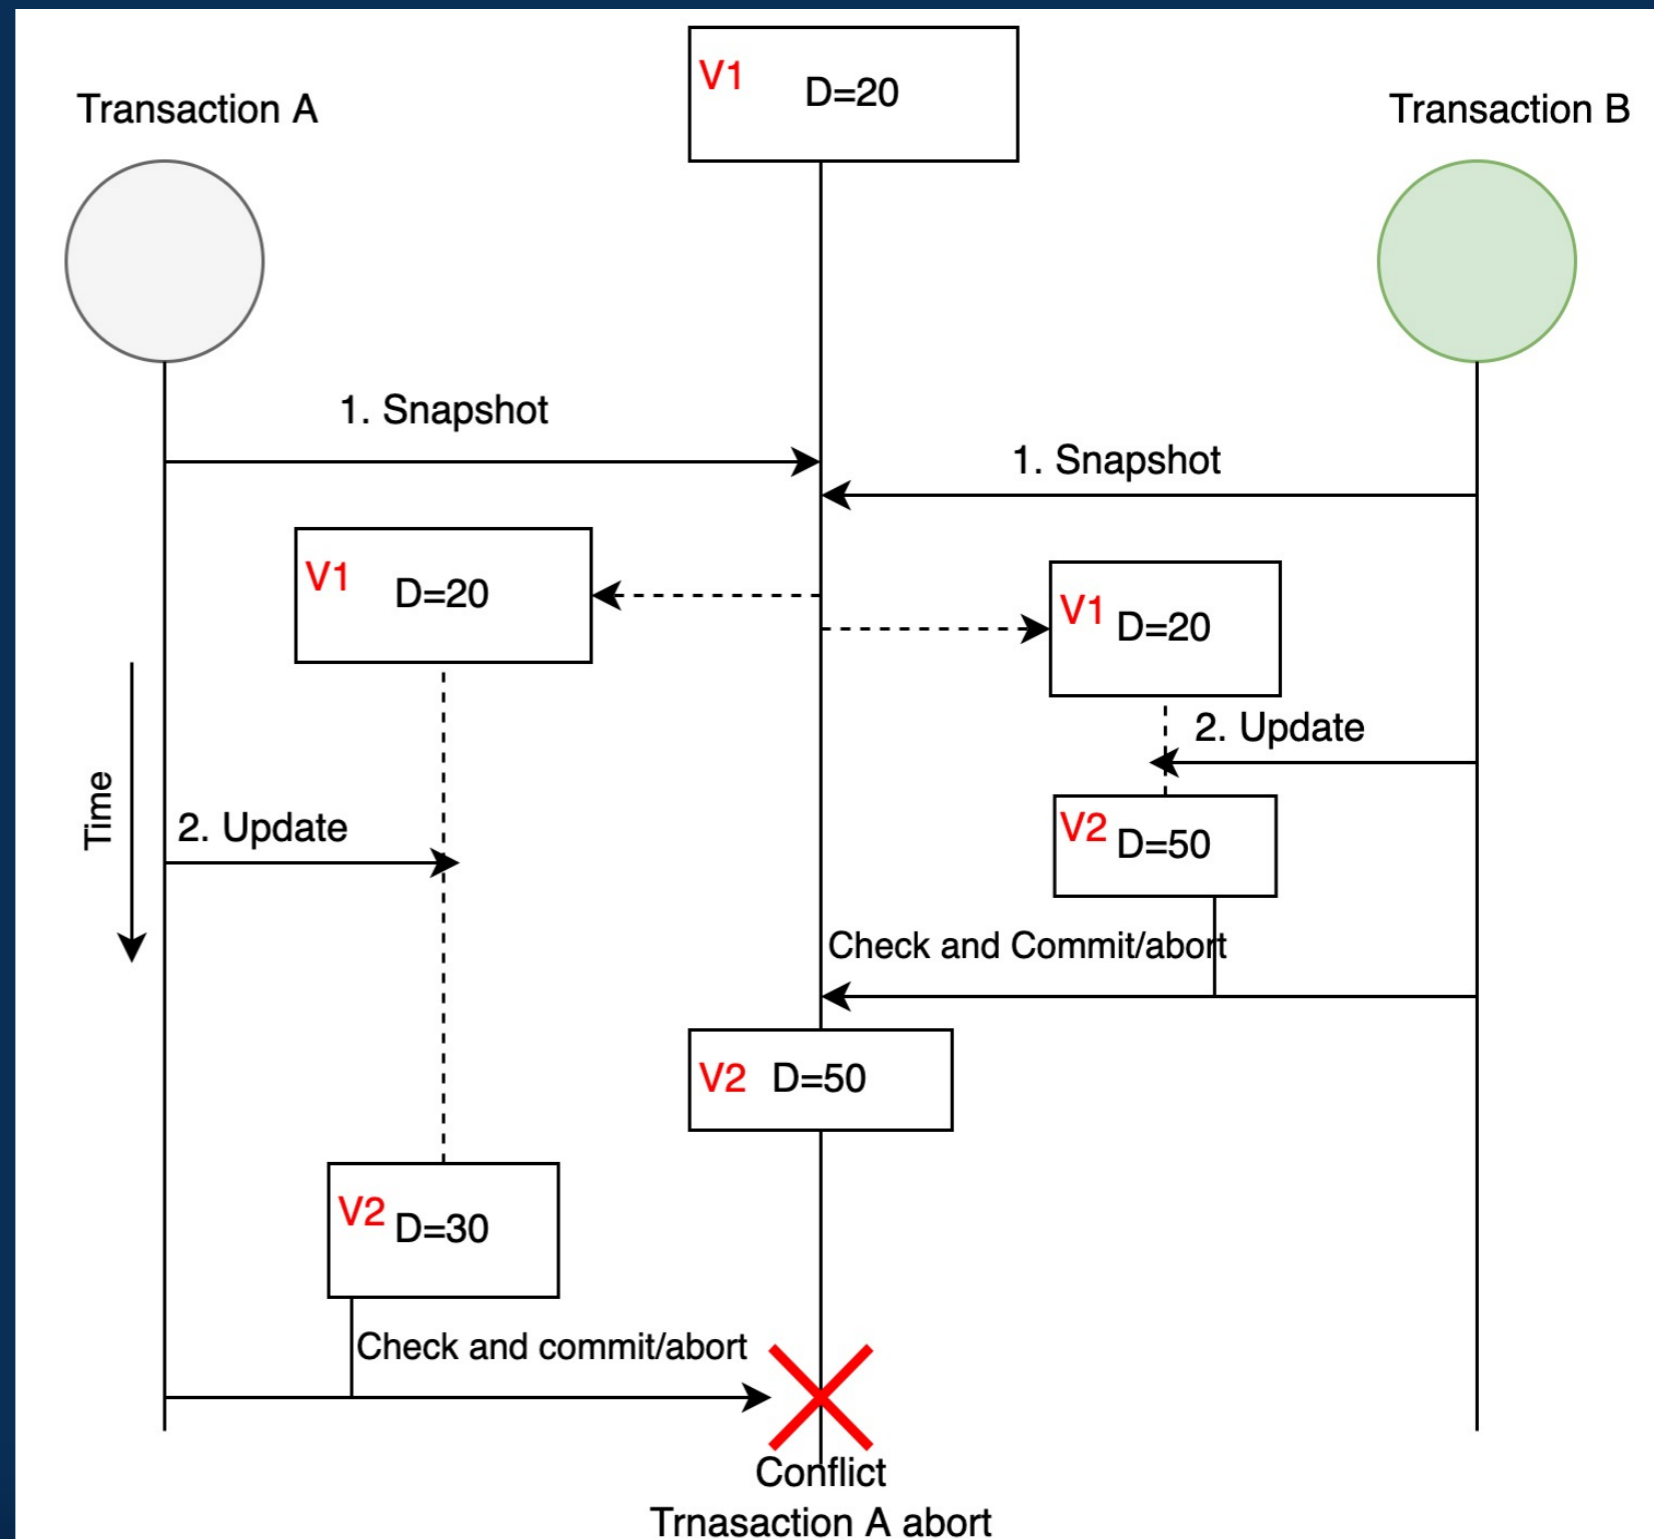 V1 D=20
Transaction A
Transaction B
1. Snapshot
1. Snapshot
V1 D=20
V1 D=20
2. Update
Time
2. Update
V2 D=50
Check and Commit/abort
V2 D=50
V2 D=30
Check and commit/abort
Conflict
Trnasaction A abort